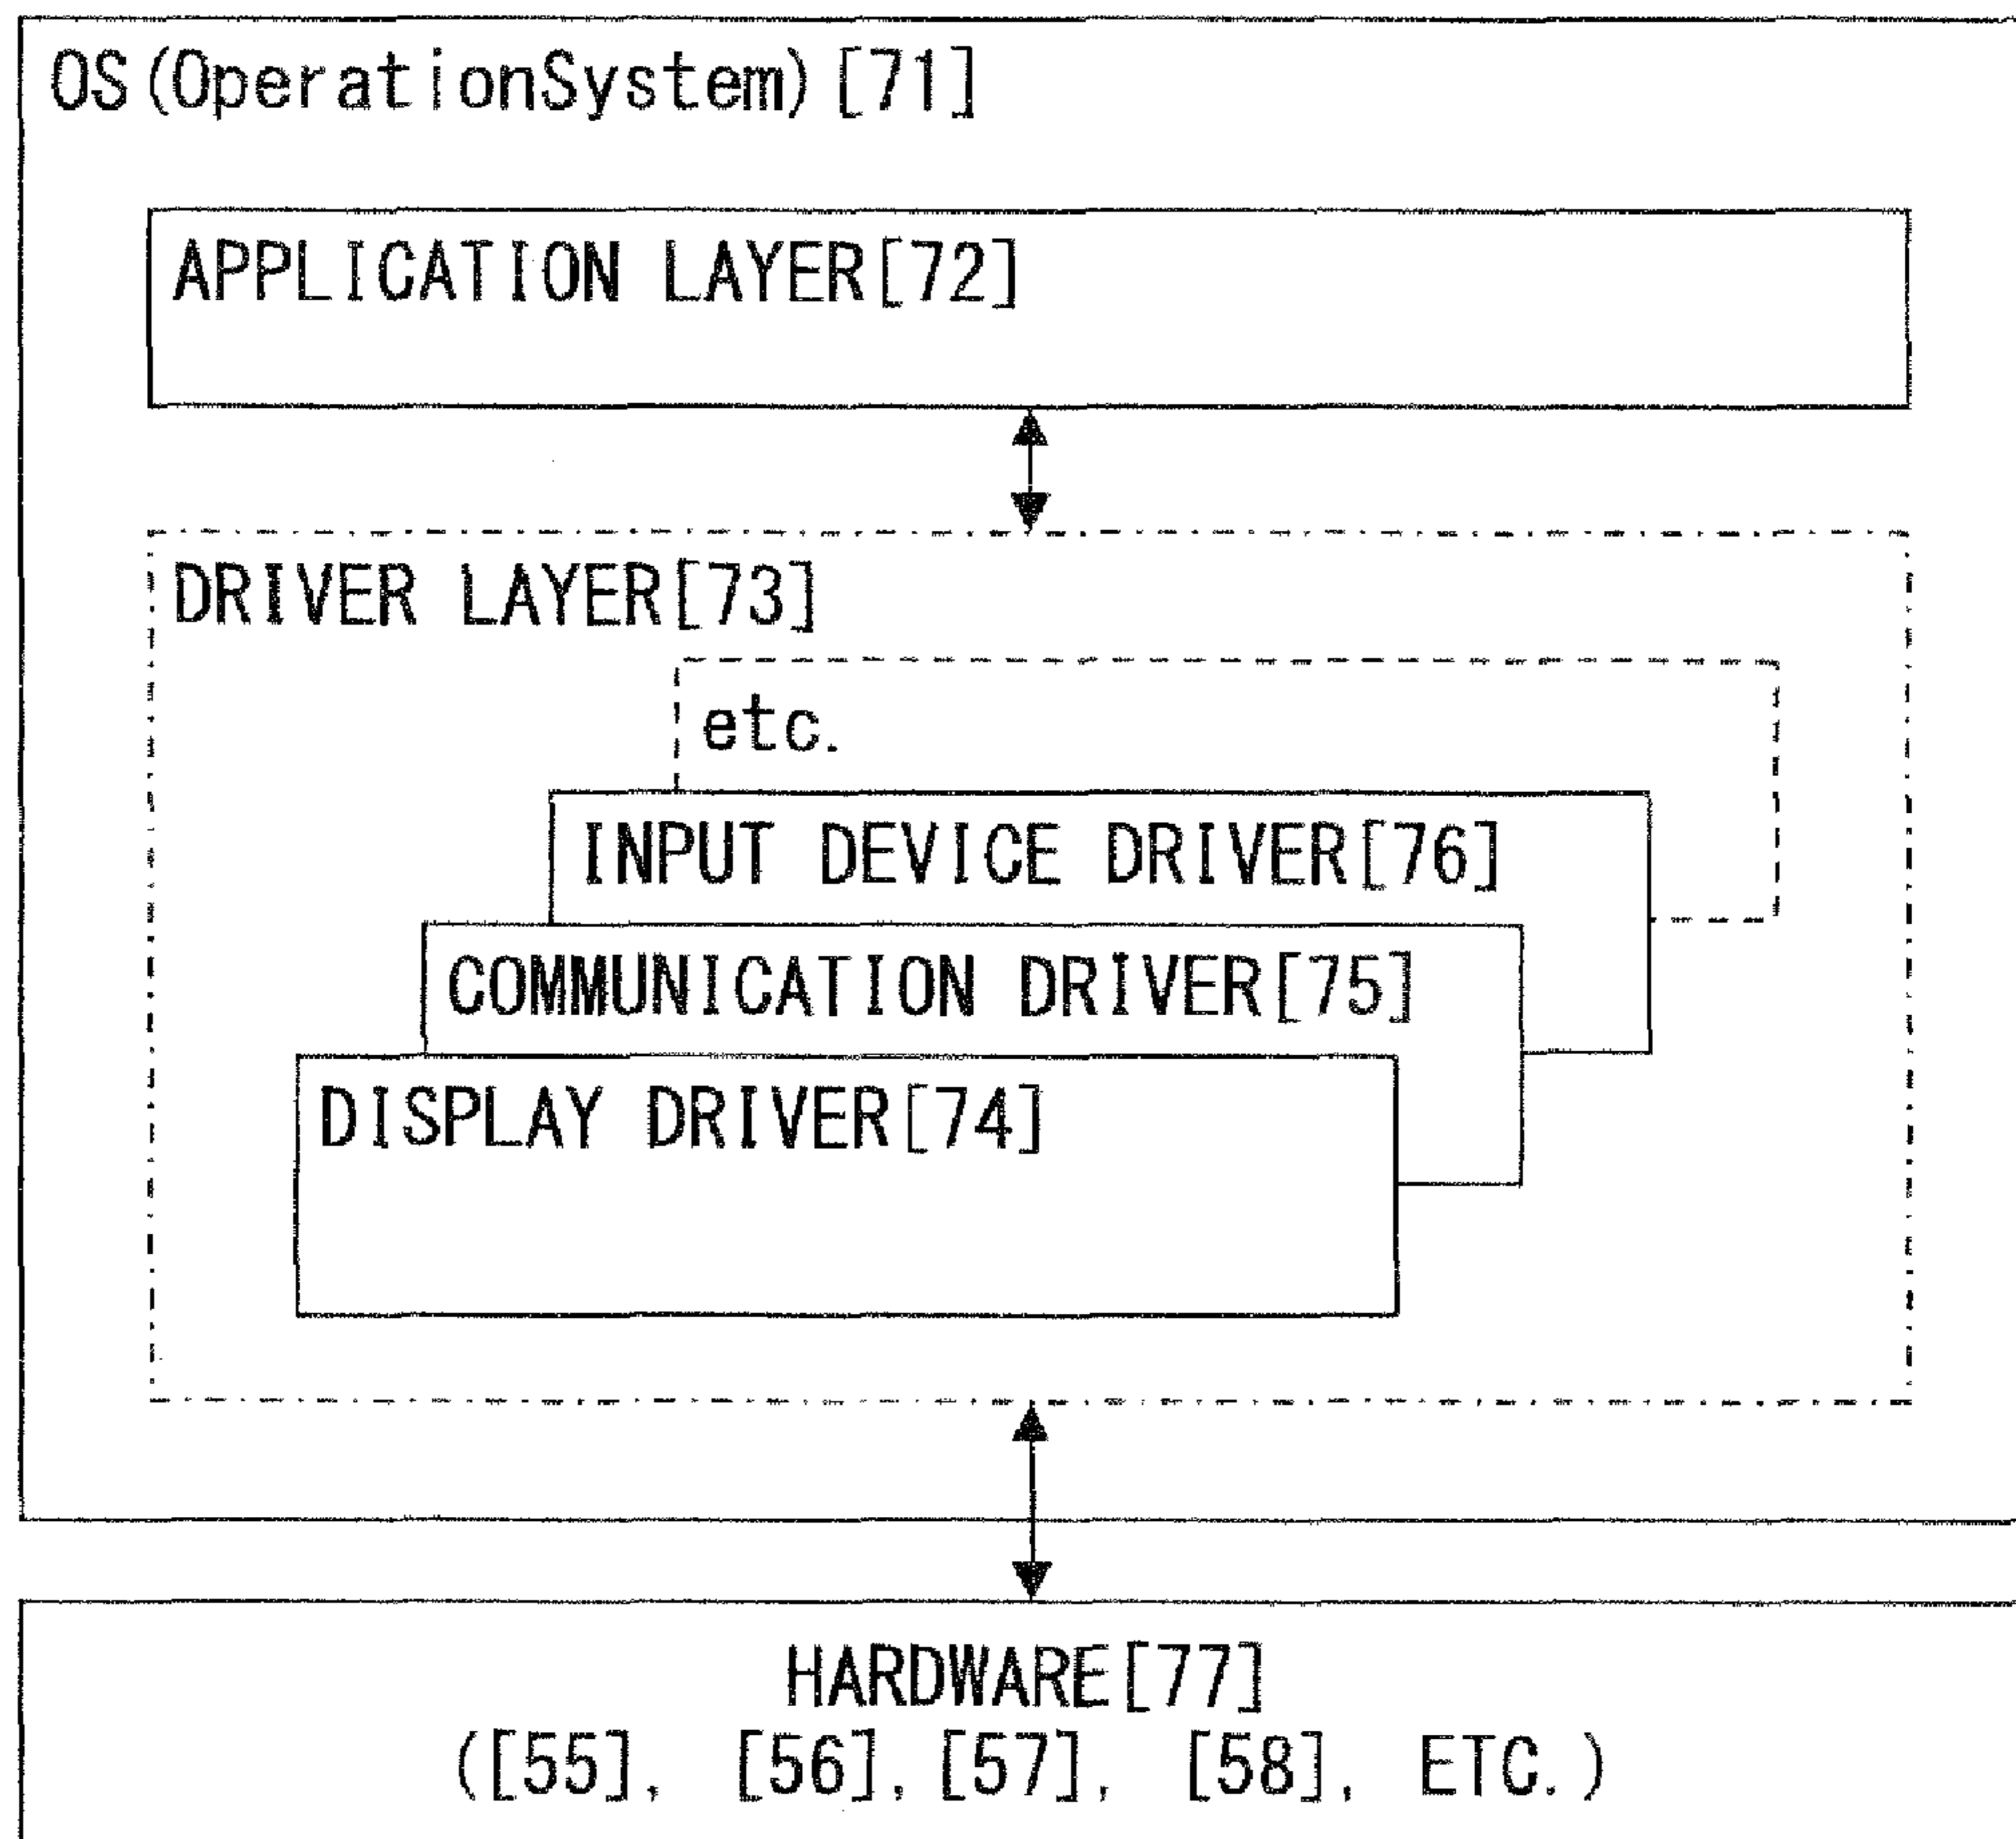 OS(OperationSystem)[71]
APPLICATION LAYER[72]
DRIVER LAYER[73]
etc.
INPUT DEVICE DRIVER[76]
COMMUNICATION DRIVER[75]
DISPLAY DRIVER[74]
HARDWARE[77]
([55], [56],[57], [58], ETC.)